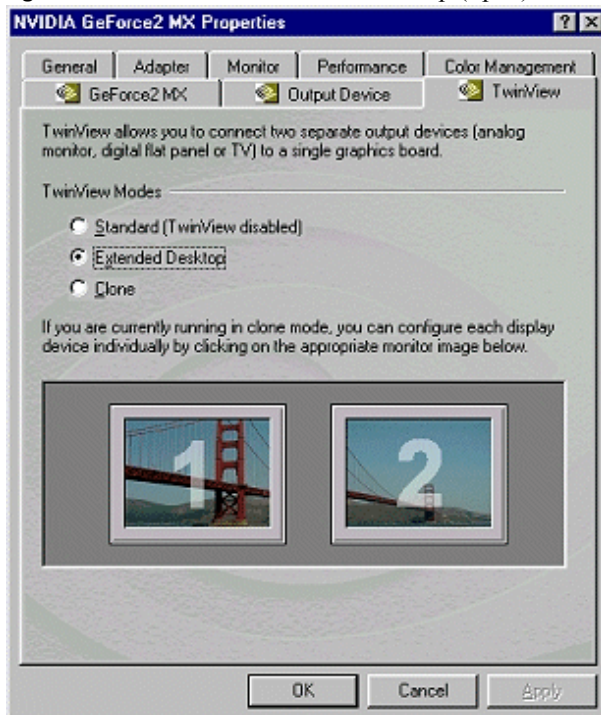 NVIDIA GeForce2 MX Properties
General Adapter Monitor Performance Color Management
GeForce2 MX Output Device TwinView
TwinView allows you to connect two separate output devices (analog
monitor, digital flat panel or TV) to a single graphics board.
TwinView Modes
Standard (TwinView disabled)
Extended Desktop
Clone
If you are currently running in clone mode, you can configure each display
device individually by clicking on the appropriate monitor image below.
1 2
OK Cancel Apply